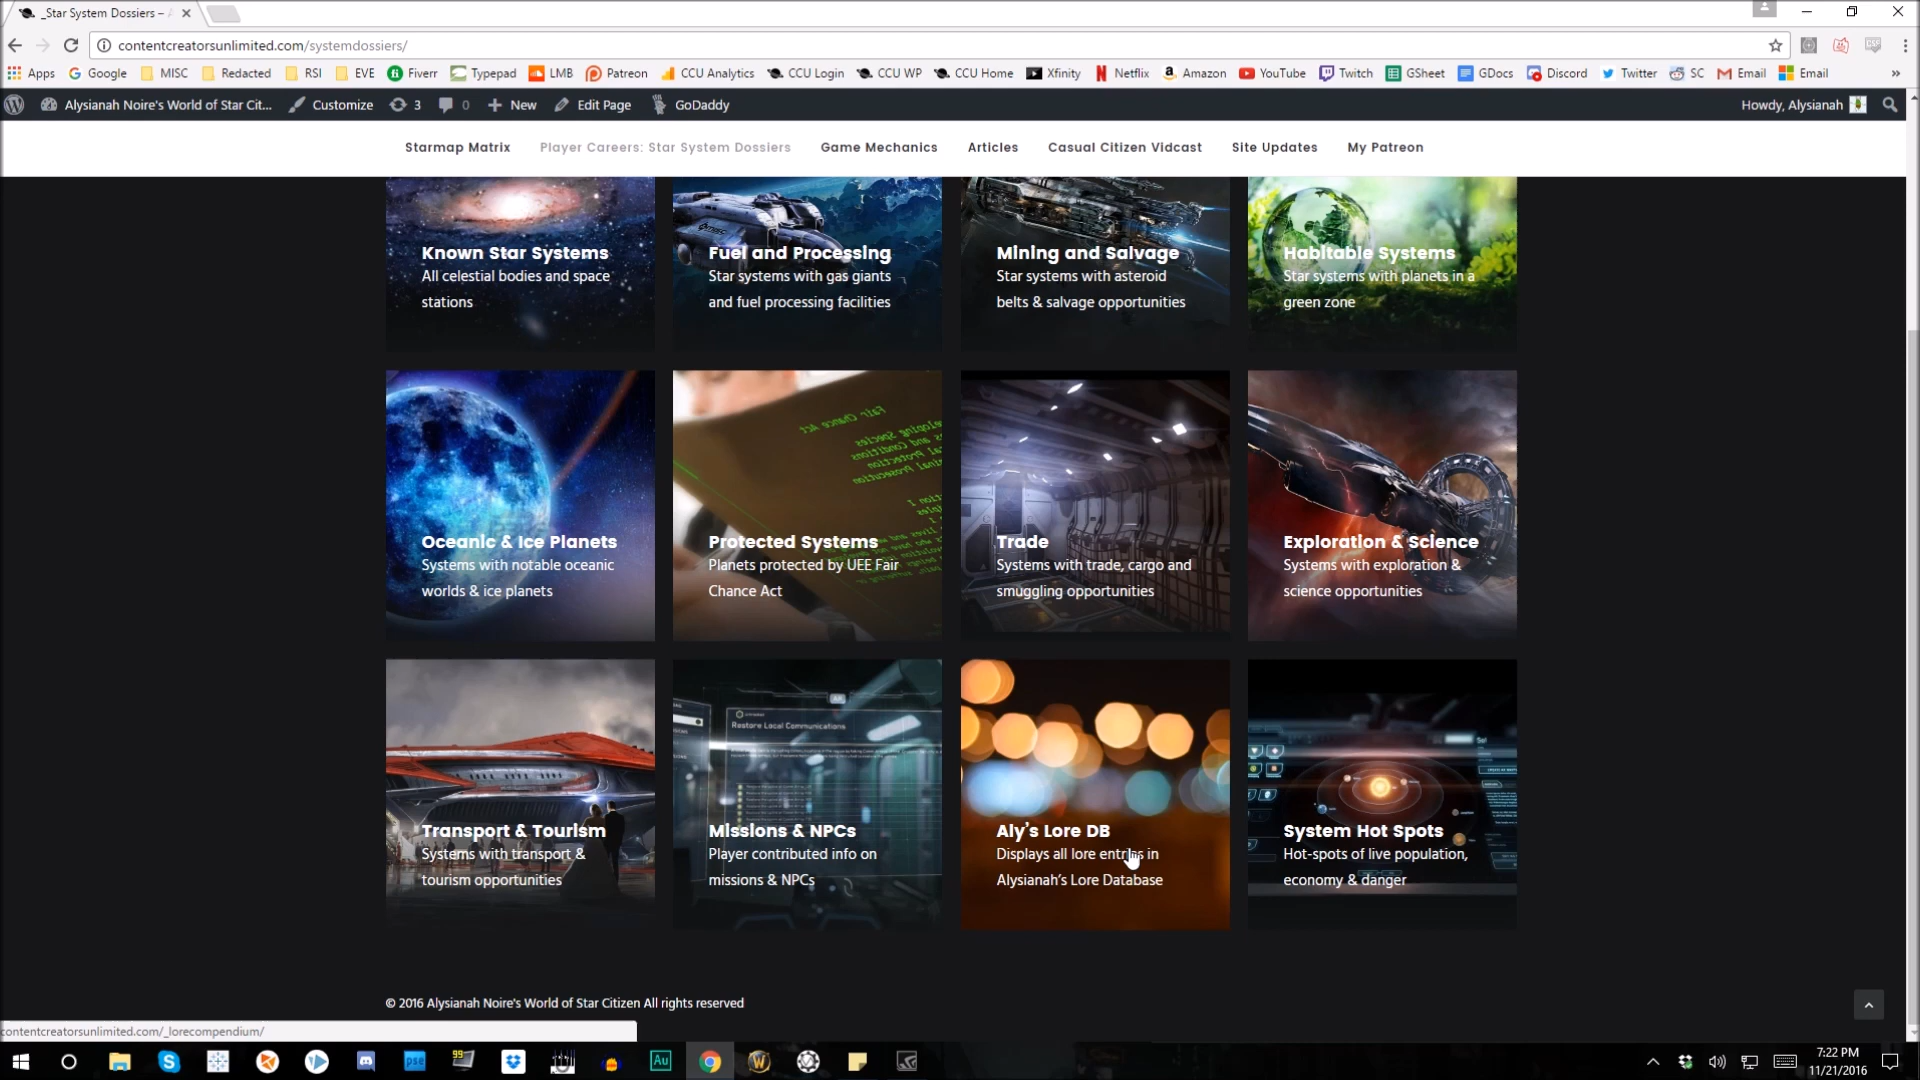 _Star System Dossiers –
contentcreatorsunlimited.com/systemdossiers/
Apps Google MISC Redacted RSI EVE Fiverr Typepad LMB Patreon CCU Analytics CCU Login CCU WP CCU Home Xfinity Netflix Amazon YouTube Twitch GSheet GDocs Discord Twitter SC Email Email »
Alysianah Noire's World of Star Cit... Customize 3 0 New Edit Page GoDaddy Howdy, Alysianah
Starmap Matrix Player Careers: Star System Dossiers Game Mechanics Articles Casual Citizen Vidcast Site Updates My Patreon
Known Star Systems
All celestial bodies and space
stations
Fuel and Processing
Star systems with gas giants
and fuel processing facilities
Mining and Salvage
Star systems with asteroid
belts & salvage opportunities
Habitable Systems
Star systems with planets in a
green zone
Fair Chance Act
Oceanic & Ice Planets
Systems with notable oceanic
worlds & ice planets
Protected Systems
Planets protected by UEE Fair
Chance Act
Trade
Systems with trade, cargo and
smuggling opportunities
Exploration & Science
Systems with exploration &
science opportunities
Restore Local Communications
Transport & Tourism
Systems with transport &
tourism opportunities
Missions & NPCs
Player contributed info on
missions & NPCs
Aly's Lore DB
Displays all lore entries in
Alysianah's Lore Database
System Hot Spots
Hot-spots of live population,
economy & danger
© 2016 Alysianah Noire's World of Star Citizen All rights reserved
contentcreatorsunlimited.com/_lorecompendium/
99
pse
Au
7:22 PM
11/21/2016